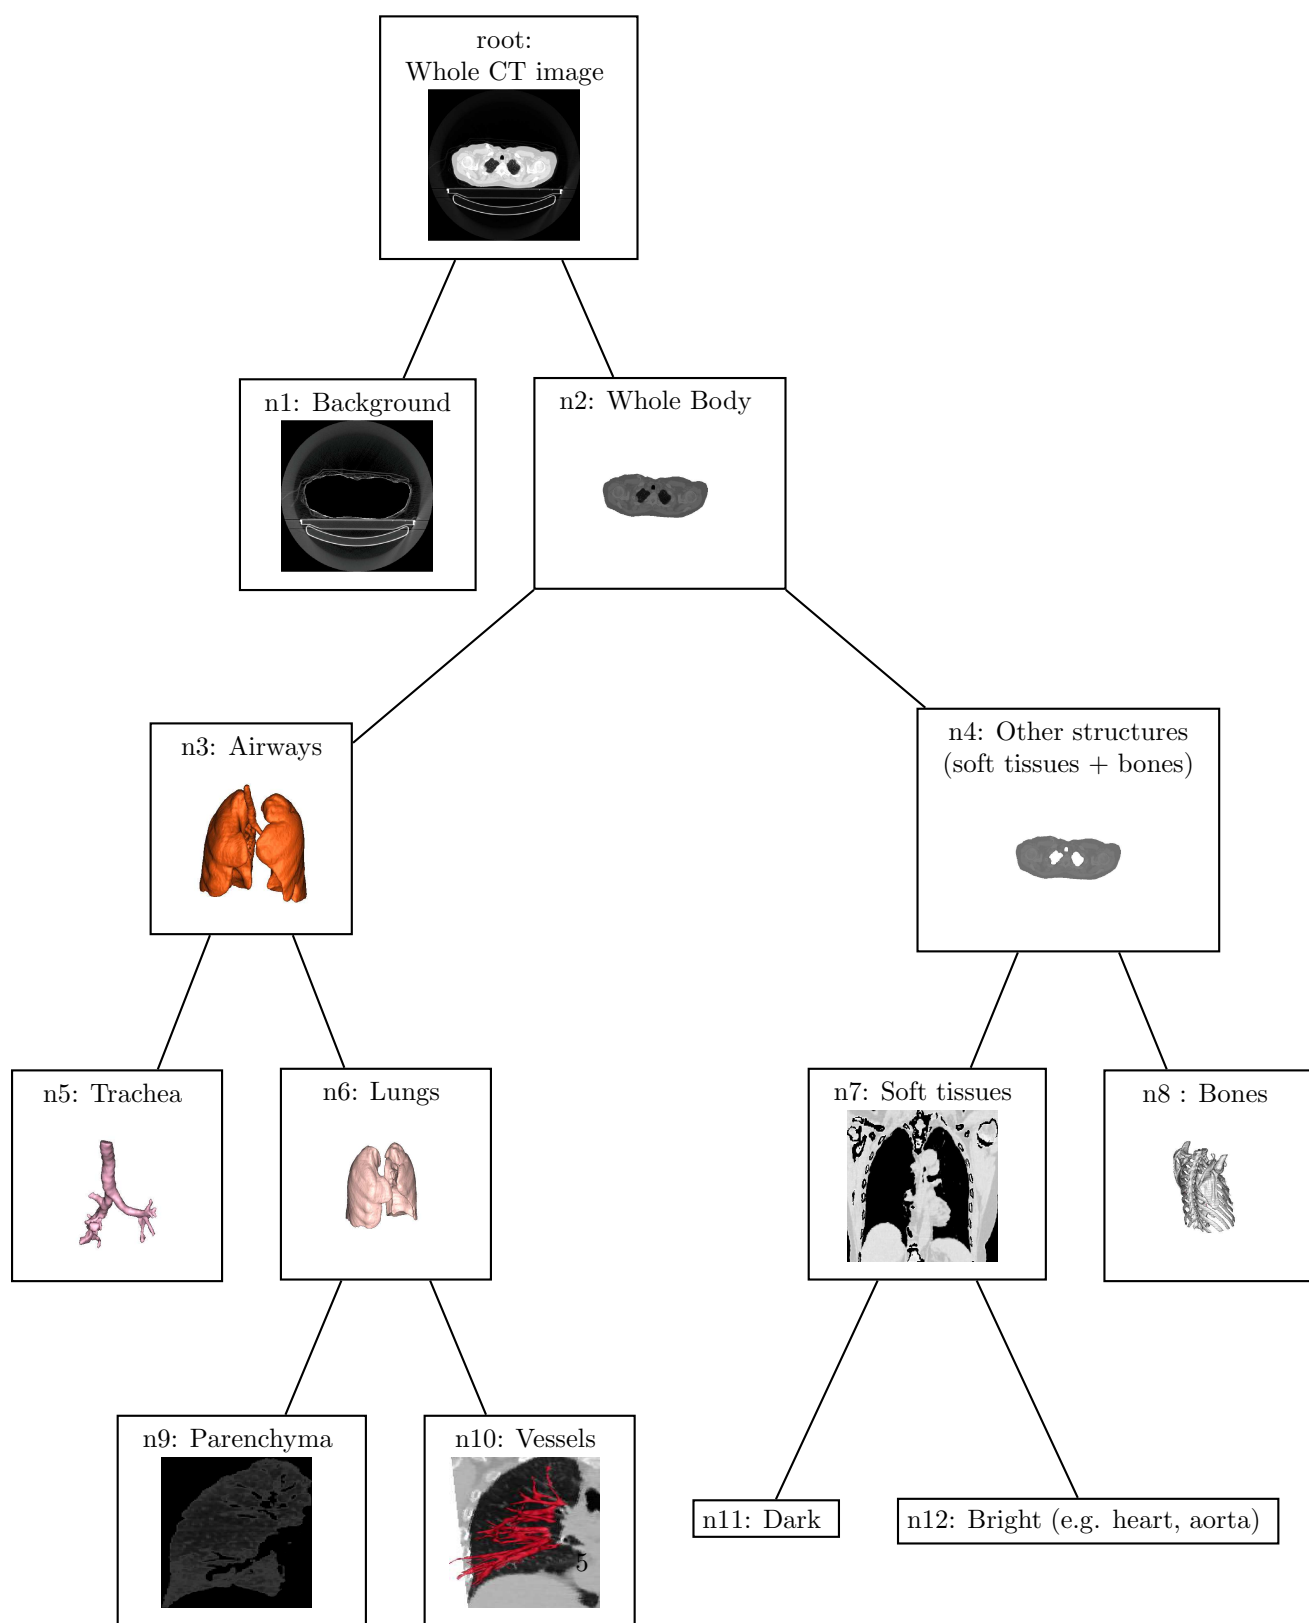 root:
Whole CT image
n1: Background
n2: Whole Body
n3: Airways
n4: Other structures
(soft tissues + bones)
n5: Trachea
n6: Lungs
n7: Soft tissues
n8 : Bones
n9: Parenchyma
n10: Vessels
n11: Dark
n12: Bright (e.g. heart, aorta)
5